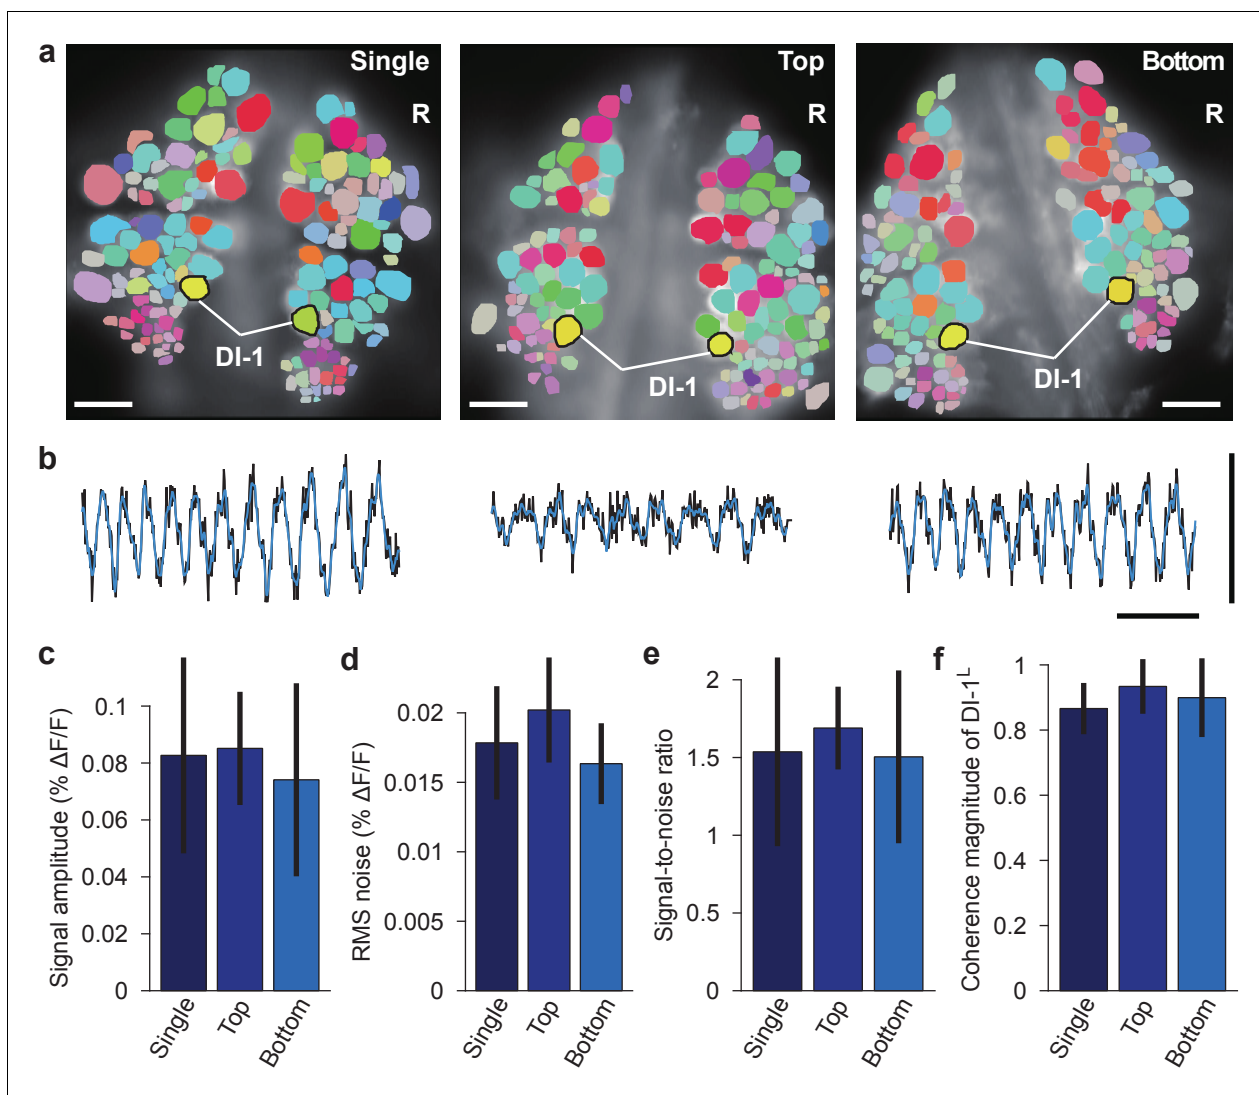 a
Single
R
DI-1
Top
R
DI-1
Bottom
R
DI-1
b
c
Signal amplitude (% ΔF/F)
0.1
0.08
0.06
0.04
0.02
0
Single
Top
Bottom
d
RMS noise (% ΔF/F)
0.02
0.015
0.01
0.005
0
Single
Top
Bottom
e
Signal-to-noise ratio
2
1.5
1
0.5
0
Single
Top
Bottom
f
Coherence magnitude of DI-1ᴸ
1
0.8
0.6
0.4
0.2
0
Single
Top
Bottom